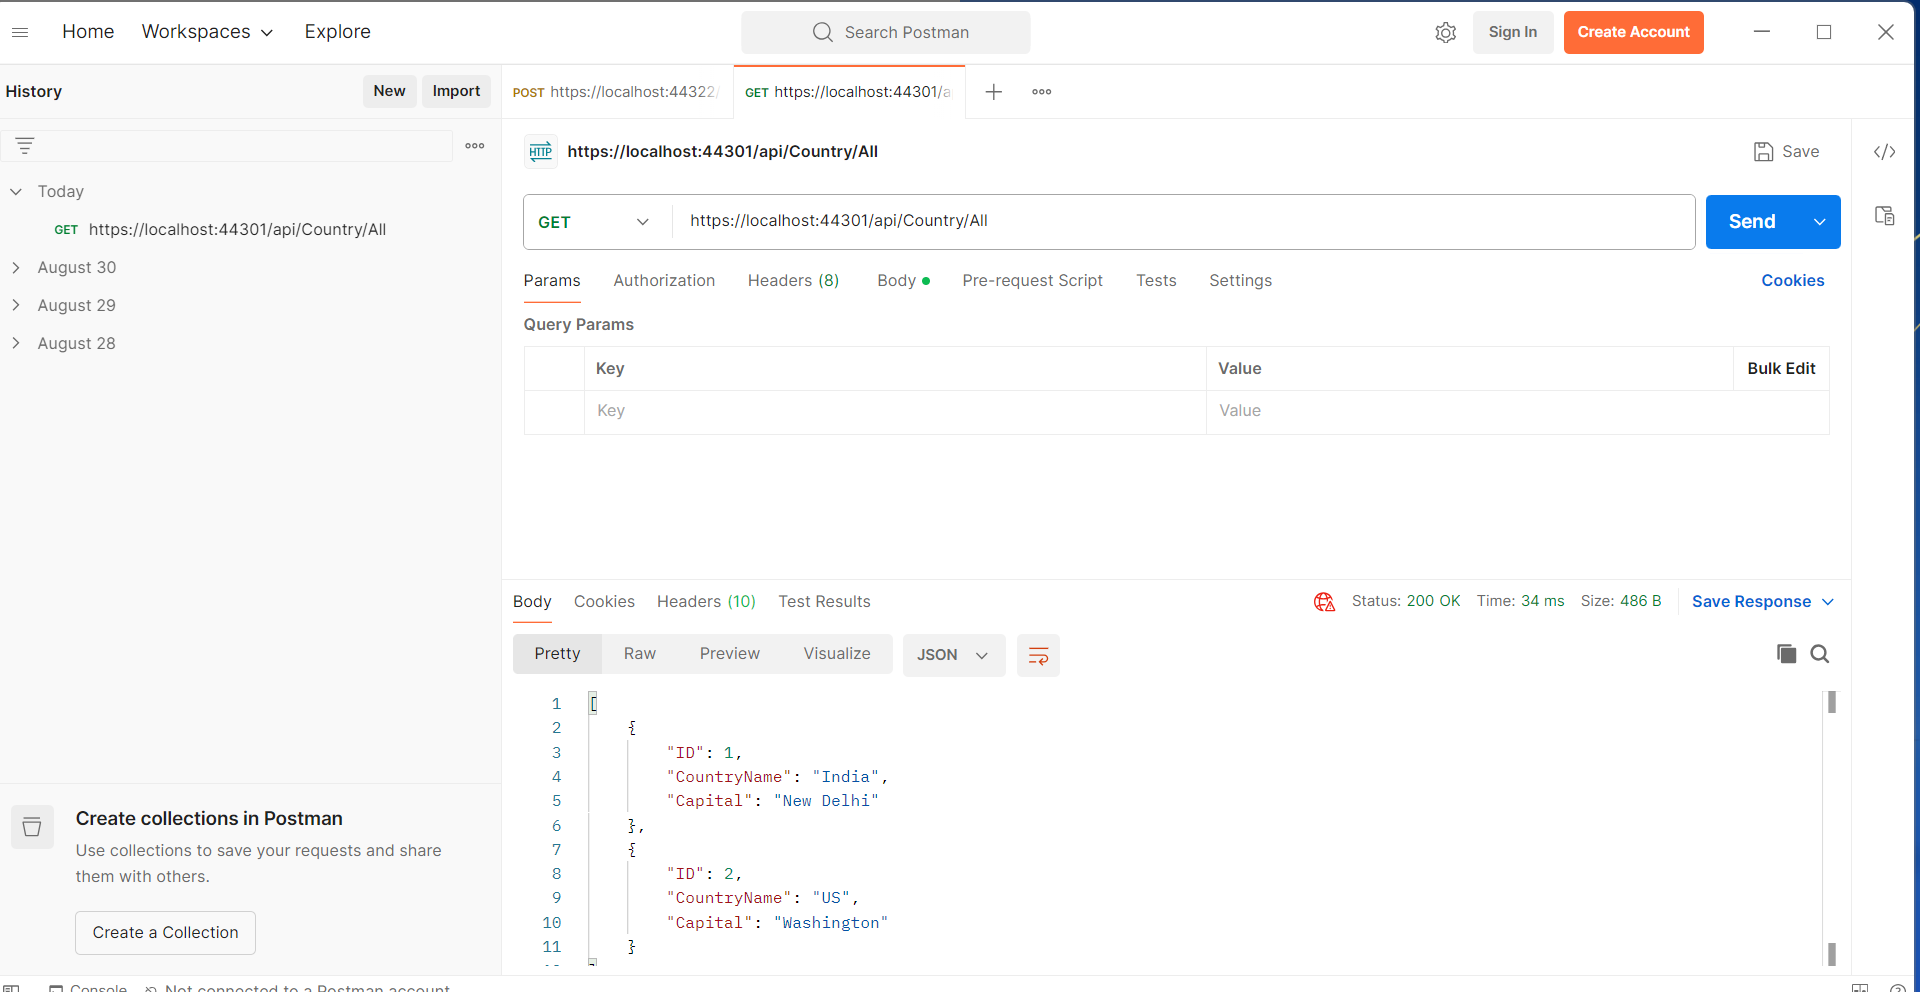 Home Workspaces Explore Search Postman Sign In Create Account
History New Import
Today
GET https://localhost:44301/api/Country/All
August 30
August 29
August 28
Create collections in Postman
Use collections to save your requests and share
them with others.
Create a Collection
POST https://localhost:44322/ GET https://localhost:44301/a
HTTP https://localhost:44301/api/Country/All Save </>
GET https://localhost:44301/api/Country/All Send
Params Authorization Headers (8) Body Pre-request Script Tests Settings Cookies
Query Params
Key Value Bulk Edit
Key Value
Body Cookies Headers (10) Test Results Status: 200 OK Time: 34 ms Size: 486 B Save Response
Pretty Raw Preview Visualize JSON
1 [
2 {
3 "ID": 1,
4 "CountryName": "India",
5 "Capital": "New Delhi"
6 },
7 {
8 "ID": 2,
9 "CountryName": "US",
10 "Capital": "Washington"
11 }
Console Not connected to a Postman account